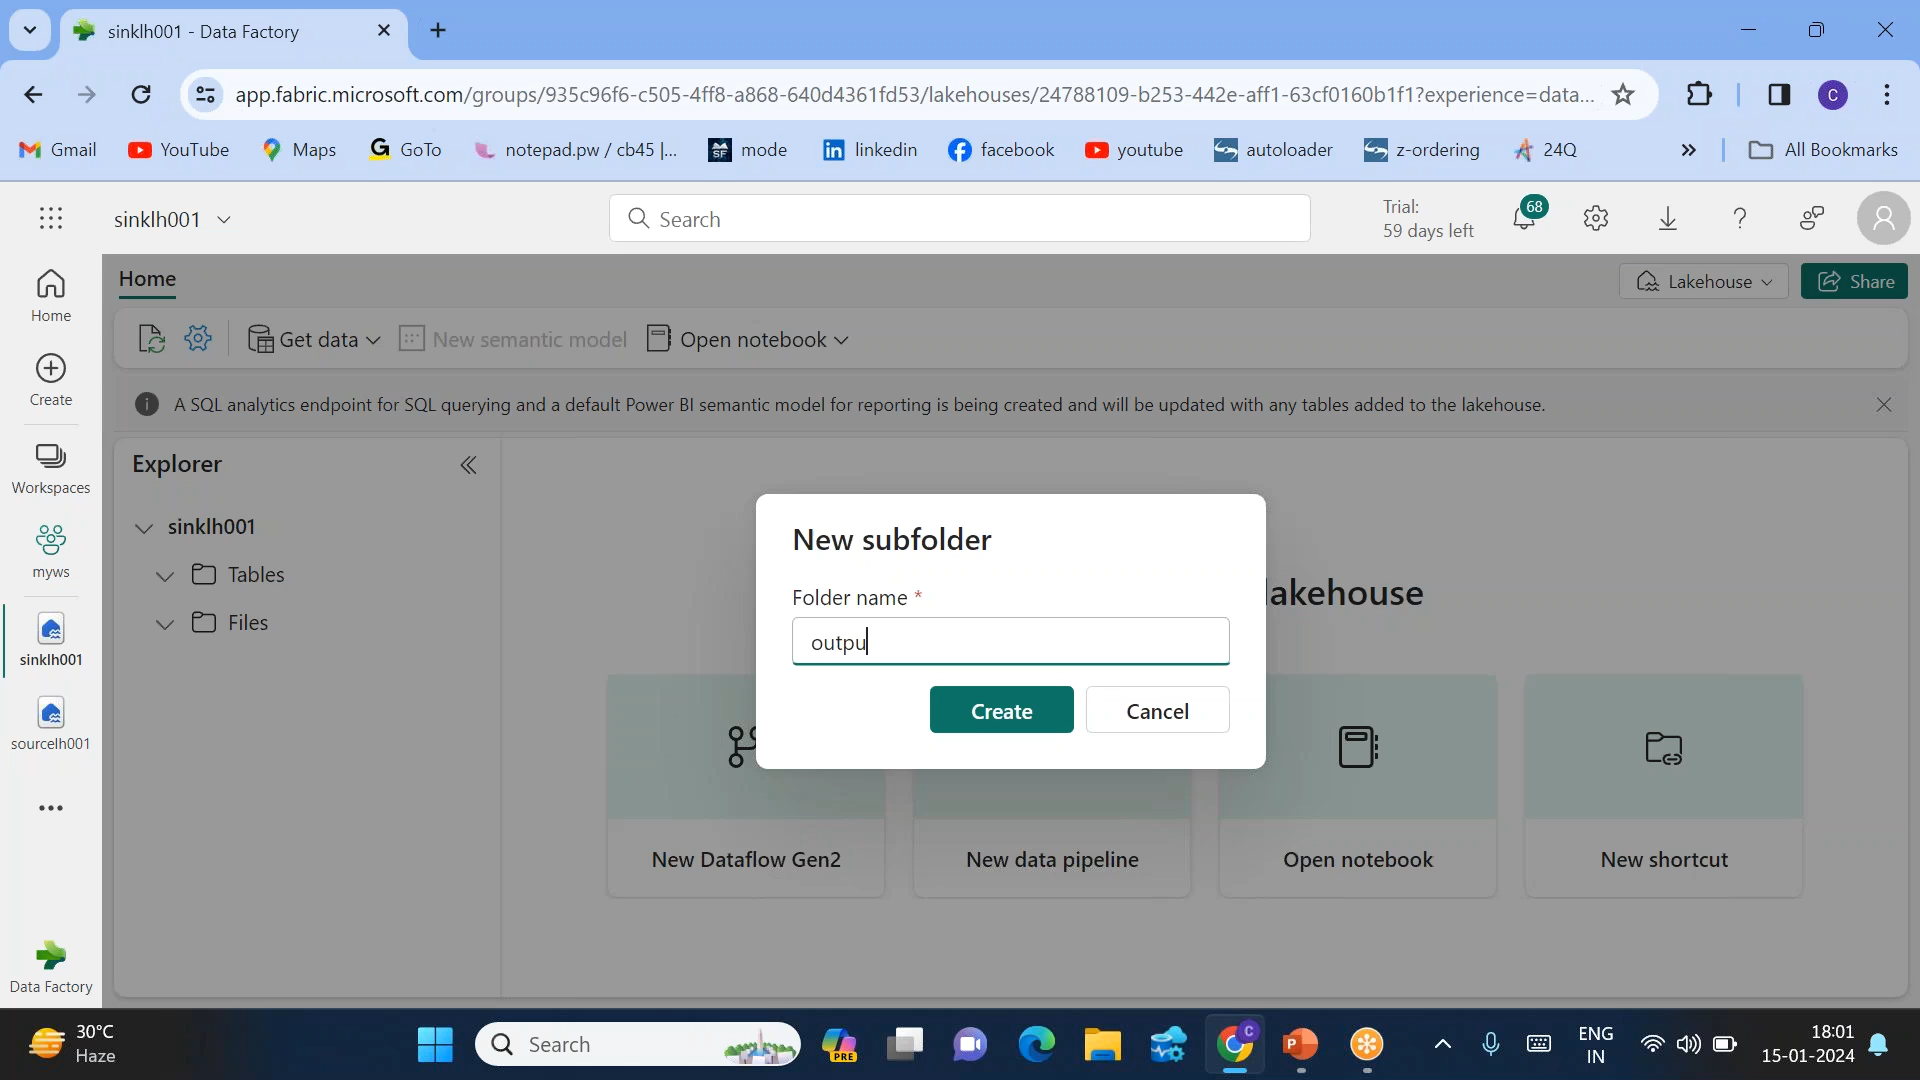 sinklh001 - Data Factory
app.fabric.microsoft.com/groups/935c96f6-c505-4ff8-a868-640d4361fd53/lakehouses/24788109-b253-442e-aff1-63cf0160b1f1?experience=data...
C
Gmail
YouTube
Maps
GoTo
notepad.pw / cb45 |...
mode
linkedin
facebook
youtube
autoloader
z-ordering
24Q
All Bookmarks
sinklh001
Search
Trial:
59 days left
68
Home
Create
Workspaces
myws
sinklh001
sourcelh001
Data Factory
Home
Lakehouse
Share
Get data
New semantic model
Open notebook
A SQL analytics endpoint for SQL querying and a default Power BI semantic model for reporting is being created and will be updated with any tables added to the lakehouse.
Explorer
sinklh001
Tables
Files
lakehouse
New subfolder
Folder name *
outpu
Create
Cancel
New Dataflow Gen2
New data pipeline
Open notebook
New shortcut
30°C
Haze
Search
PRE
C
ENG
IN
18:01
15-01-2024